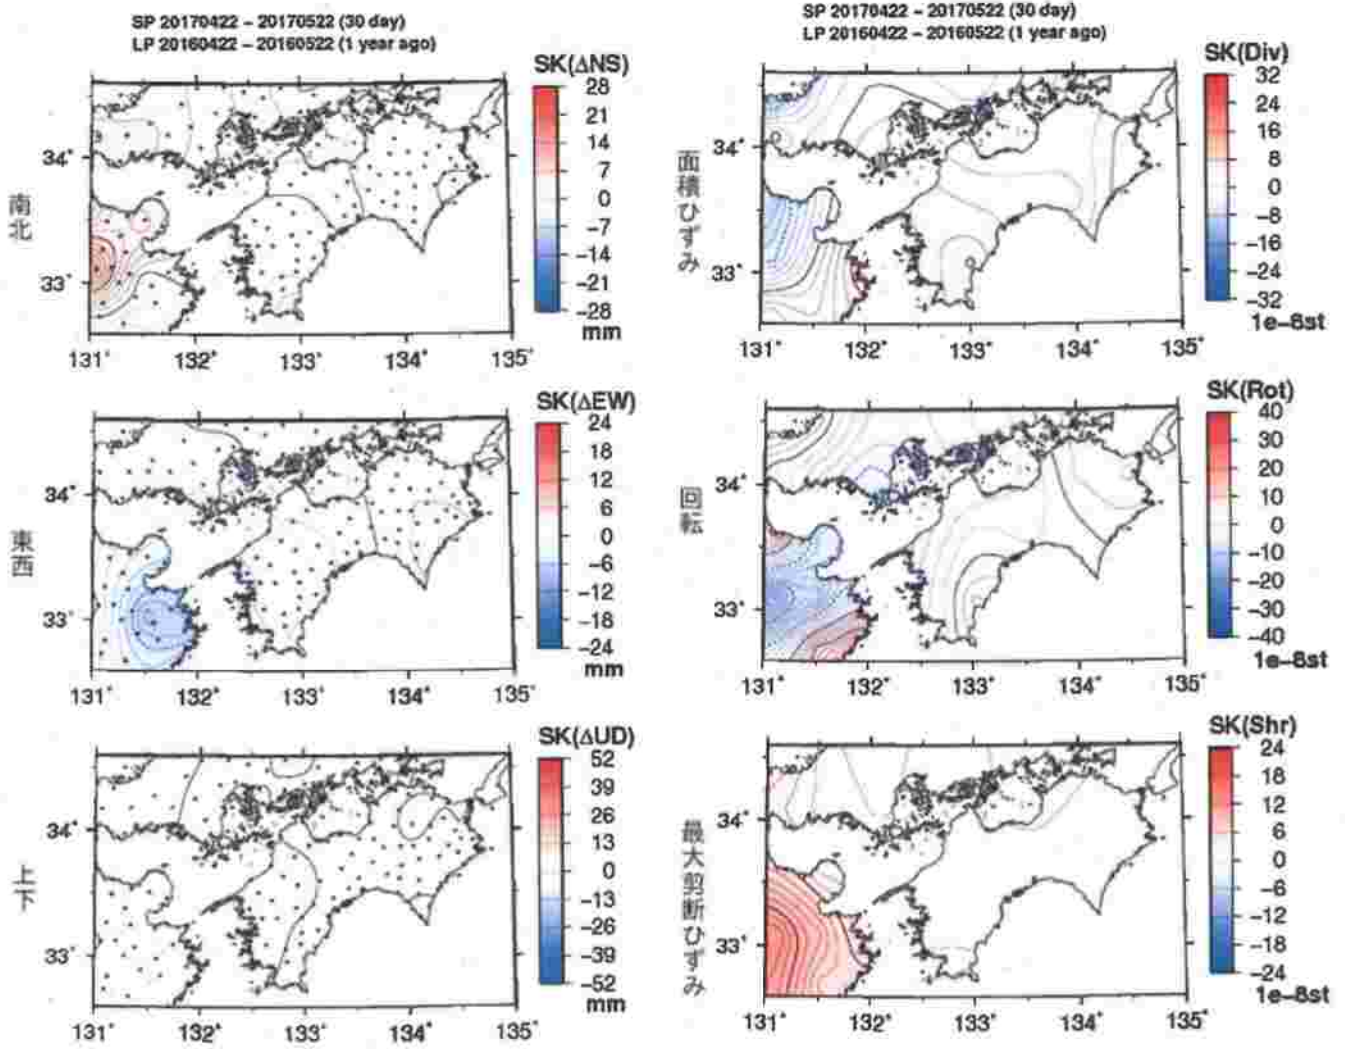 SP 20170422 – 20170522 (30 day)
LP 20160422 – 20160522 (1 year ago)
SK(ΔNS)
28
21
14
7
0
−7
−14
−21
−28
mm
34°
33°
131° 132° 133° 134° 135°
南北
SK(ΔEW)
24
18
12
6
0
−6
−12
−18
−24
mm
34°
33°
131° 132° 133° 134° 135°
東西
SK(ΔUD)
52
39
26
13
0
−13
−26
−39
−52
mm
34°
33°
131° 132° 133° 134° 135°
上下
SP 20170422 – 20170522 (30 day)
LP 20160422 – 20160522 (1 year ago)
SK(Div)
32
24
16
8
0
−8
−16
−24
−32
1e−8st
34°
33°
131° 132° 133° 134° 135°
面積ひずみ
SK(Rot)
40
30
20
10
0
−10
−20
−30
−40
1e−8st
34°
33°
131° 132° 133° 134° 135°
回転
SK(Shr)
24
18
12
6
0
−6
−12
−18
−24
1e−8st
34°
33°
131° 132° 133° 134° 135°
最大剪断ひずみ